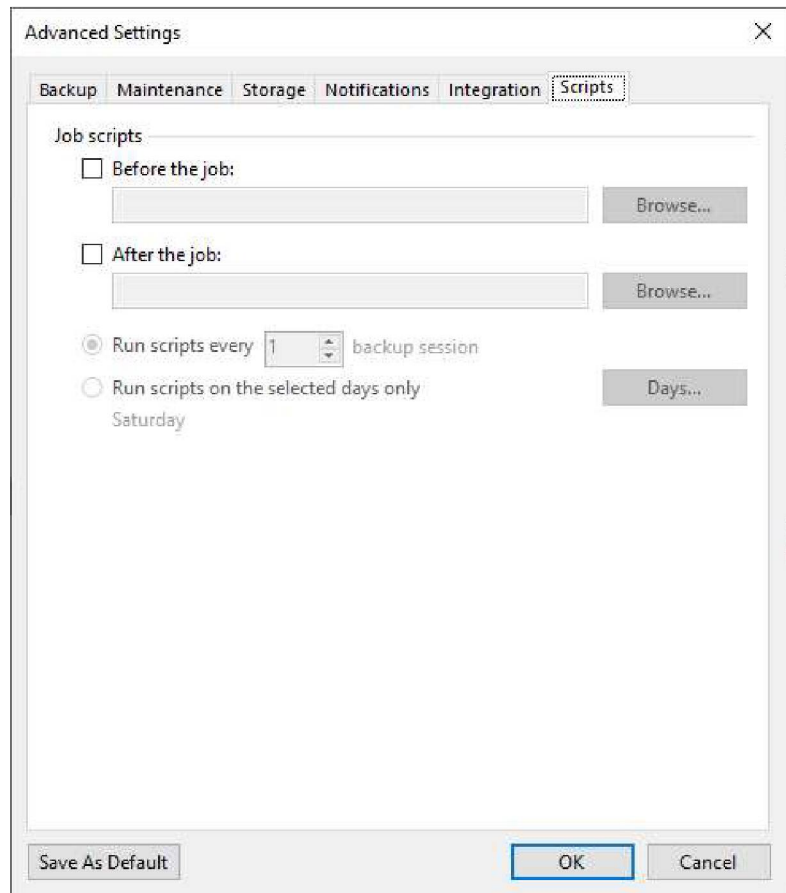 Advanced Settings
Backup Maintenance Storage Notifications Integration Scripts
Job scripts
Before the job:
Browse...
After the job:
Browse...
Run scripts every 1 backup session
Run scripts on the selected days only Days...
Saturday
Save As Default OK Cancel